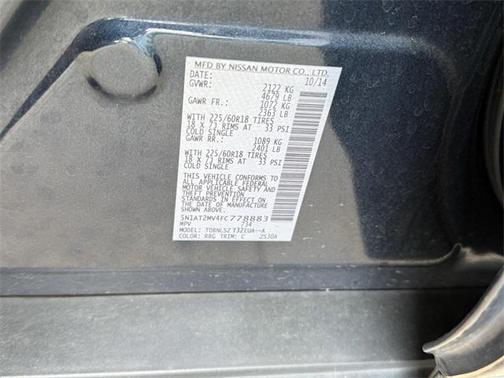 MFD BY NISSAN MOTOR CO., LTD.
DATE: 10/14
GVWR: 2122 KG
4679 LB
GAWR FR.: 1072 KG
2363 LB
WITH 225/60R18 TIRES
18 X 7J RIMS AT 33 PSI
COLD SINGLE
GAWR RR.: 1089 KG
2401 LB
WITH 225/60R18 TIRES
18 X 7J RIMS AT 33 PSI
COLD SINGLE
THIS VEHICLE CONFORMS TO
ALL APPLICABLE FEDERAL
MOTOR VEHICLE SAFETY AND
THEFT PREVENTION
STANDARDS IN EFFECT ON
THE DATE OF MANUFACTURE
SHOWN ABOVE.
5N1AT2MV4FC778883
MPV 734
MODEL:
COLOR: RBG TRIM: C 2530A